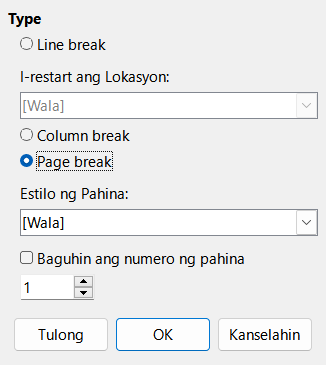 Type
Line break
I-restart ang Lokasyon:
[Wala]
Column break
Page break
Estilo ng Pahina:
[Wala]
Baguhin ang numero ng pahina
1
Tulong OK Kanselahin